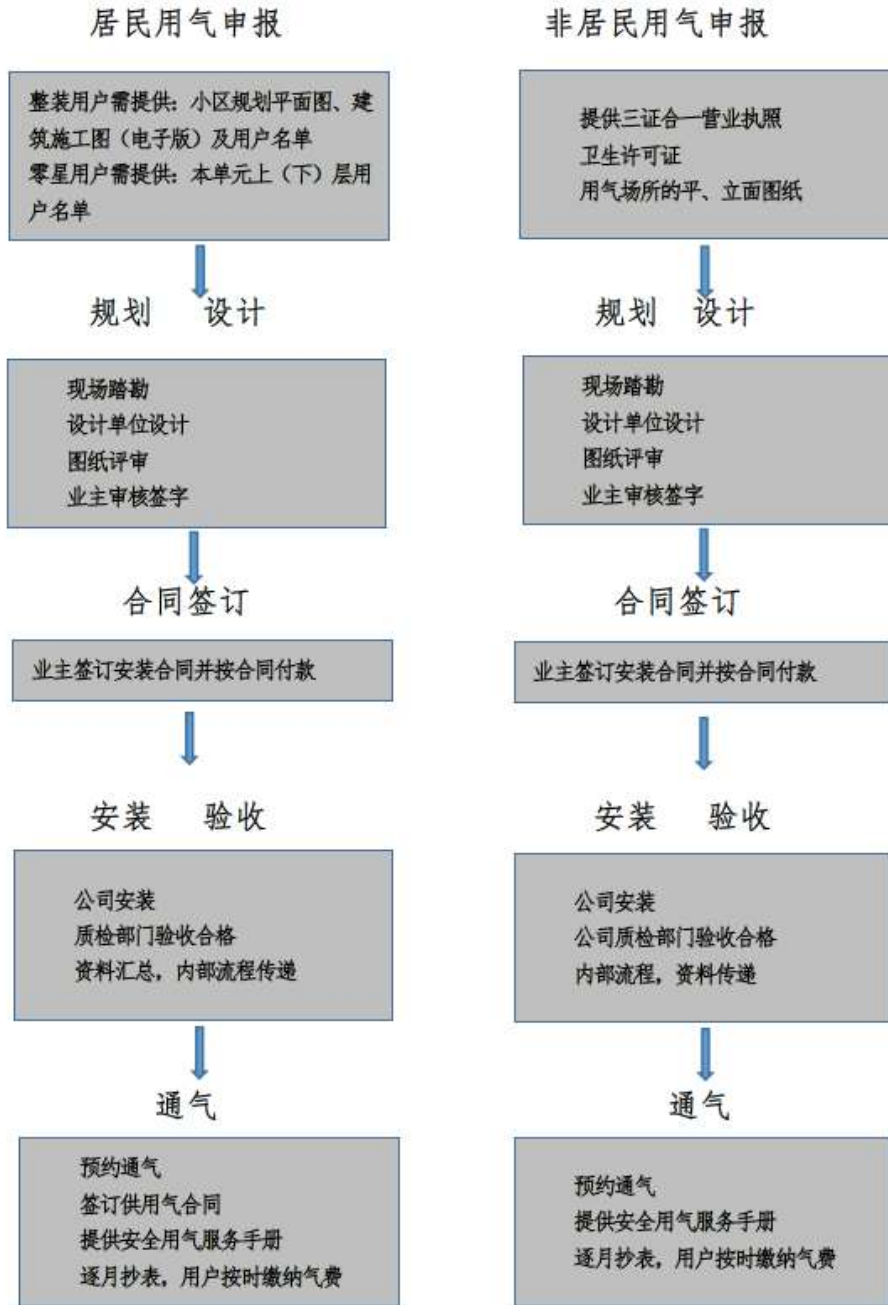 居民用气申报
整装用户需提供：小区规划平面图、建
筑施工图（电子版）及用户名单
零星用户需提供：本单元上（下）层用
户名单
规划 设计
现场踏勘
设计单位设计
图纸评审
业主审核签字
合同签订
业主签订安装合同并按合同付款
安装 验收
公司安装
质检部门验收合格
资料汇总，内部流程传递
通气
预约通气
签订供用气合同
提供安全用气服务手册
逐月抄表，用户按时缴纳气费
非居民用气申报
提供三证合一营业执照
卫生许可证
用气场所的平、立面图纸
规划 设计
现场踏勘
设计单位设计
图纸评审
业主审核签字
合同签订
业主签订安装合同并按合同付款
安装 验收
公司安装
公司质检部门验收合格
内部流程，资料传递
通气
预约通气
提供安全用气服务手册
逐月抄表，用户按时缴纳气费